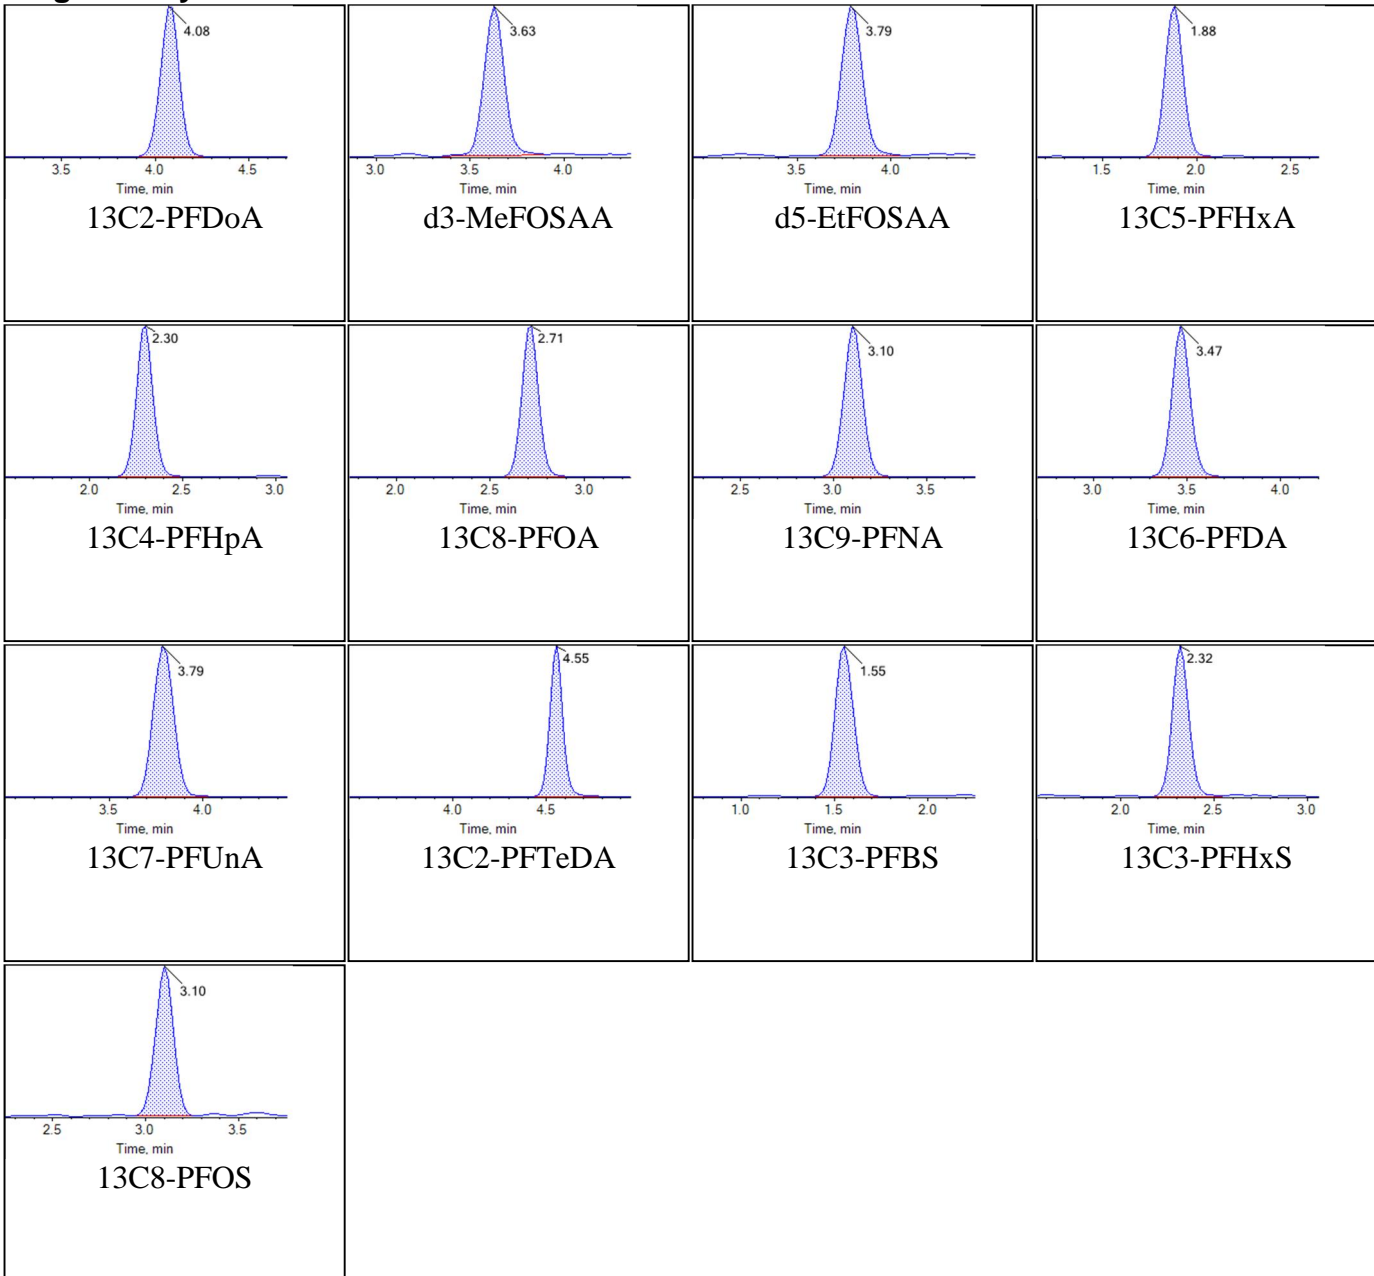 4.08
3.5 4.0 4.5
Time, min
13C2-PFDoA
3.63
3.0 3.5 4.0
Time, min
d3-MeFOSAA
3.79
3.5 4.0
Time, min
d5-EtFOSAA
1.88
1.5 2.0 2.5
Time, min
13C5-PFHxA
2.30
2.0 2.5 3.0
Time, min
13C4-PFHpA
2.71
2.0 2.5 3.0
Time, min
13C8-PFOA
3.10
2.5 3.0 3.5
Time, min
13C9-PFNA
3.47
3.0 3.5 4.0
Time, min
13C6-PFDA
3.79
3.5 4.0
Time, min
13C7-PFUnA
4.55
4.0 4.5
Time, min
13C2-PFTeDA
1.55
1.0 1.5 2.0
Time, min
13C3-PFBS
2.32
2.0 2.5 3.0
Time, min
13C3-PFHxS
3.10
2.5 3.0 3.5
Time, min
13C8-PFOS